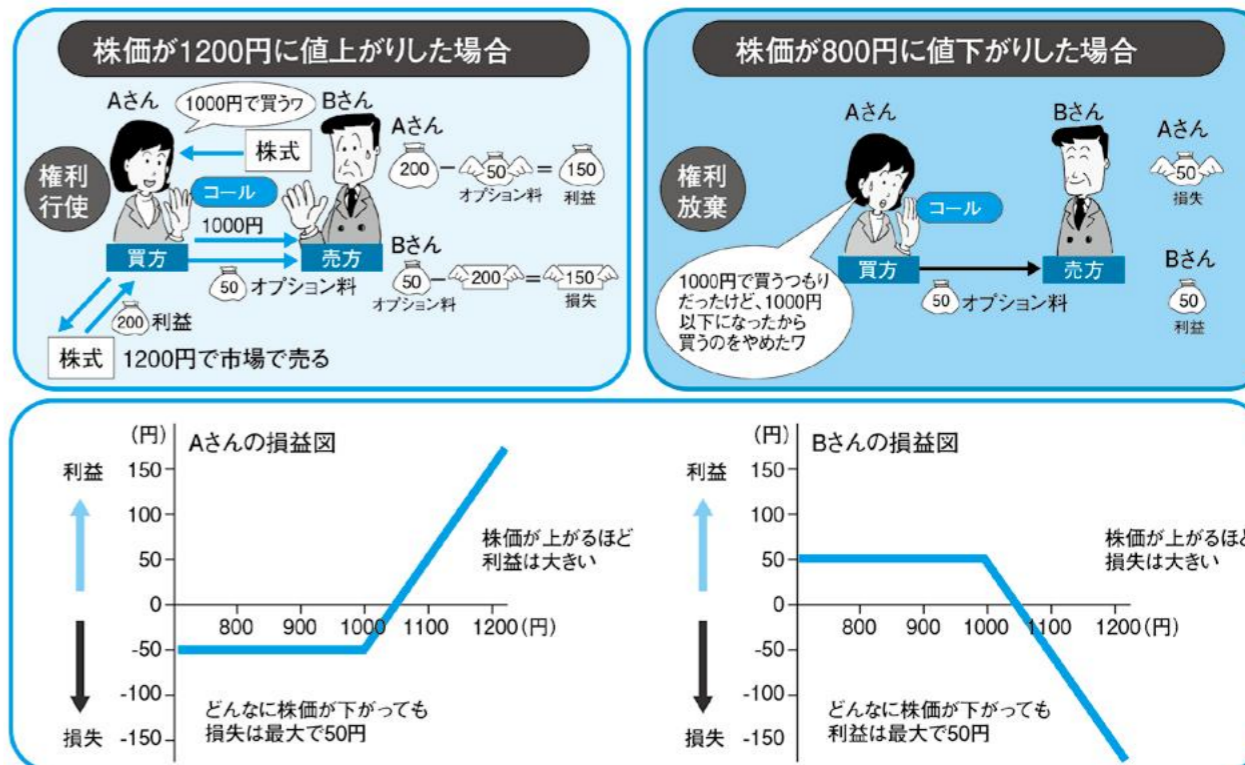 株価が1200円に値上がりした場合
Aさん
1000円で買うワ
Bさん
株式
権利
行使
コール
1000円
買方
売方
50 オプション料
200 利益
株式 1200円で市場で売る
Aさん
200 － 50 ＝ 150
オプション料 利益
Bさん
50 － 200 ＝ 150
オプション料 損失
株価が800円に値下がりした場合
Aさん
Bさん
権利
放棄
コール
買方
売方
50 オプション料
1000円で買うつもり
だったけど、1000円
以下になったから
買うのをやめたワ
Aさん
50
損失
Bさん
50
利益
(円)
Aさんの損益図
利益
損失
150
100
50
0
-50
-100
-150
800 900 1000 1100 1200(円)
株価が上がるほど
利益は大きい
どんなに株価が下がっても
損失は最大で50円
(円)
Bさんの損益図
利益
損失
150
100
50
0
-50
-100
-150
800 900 1000 1100 1200(円)
株価が上がるほど
損失は大きい
どんなに株価が下がっても
利益は最大で50円